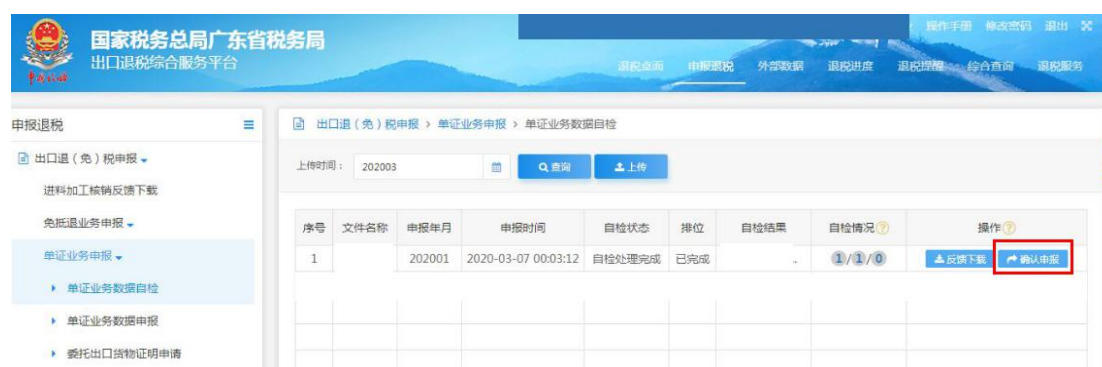 操作手册 修改密码 退出
国家税务总局广东省税务局
出口退税综合服务平台
退税桌面 申报退税 外部数据 退税进度 退税提醒 综合查询 退税服务
申报退税
出口退(免)税申报 > 单证业务申报 > 单证业务数据自检
出口退(免)税申报
上传时间: 202003 查询 上传
进料加工核销反馈下载
免抵退业务申报
序号 文件名称 申报年月 申报时间 自检状态 排位 自检结果 自检情况? 操作?
单证业务申报
1 202001 2020-03-07 00:03:12 自检处理完成 已完成 1/1/0 反馈下载 确认申报
单证业务数据自检
单证业务数据申报
委托出口货物证明申请